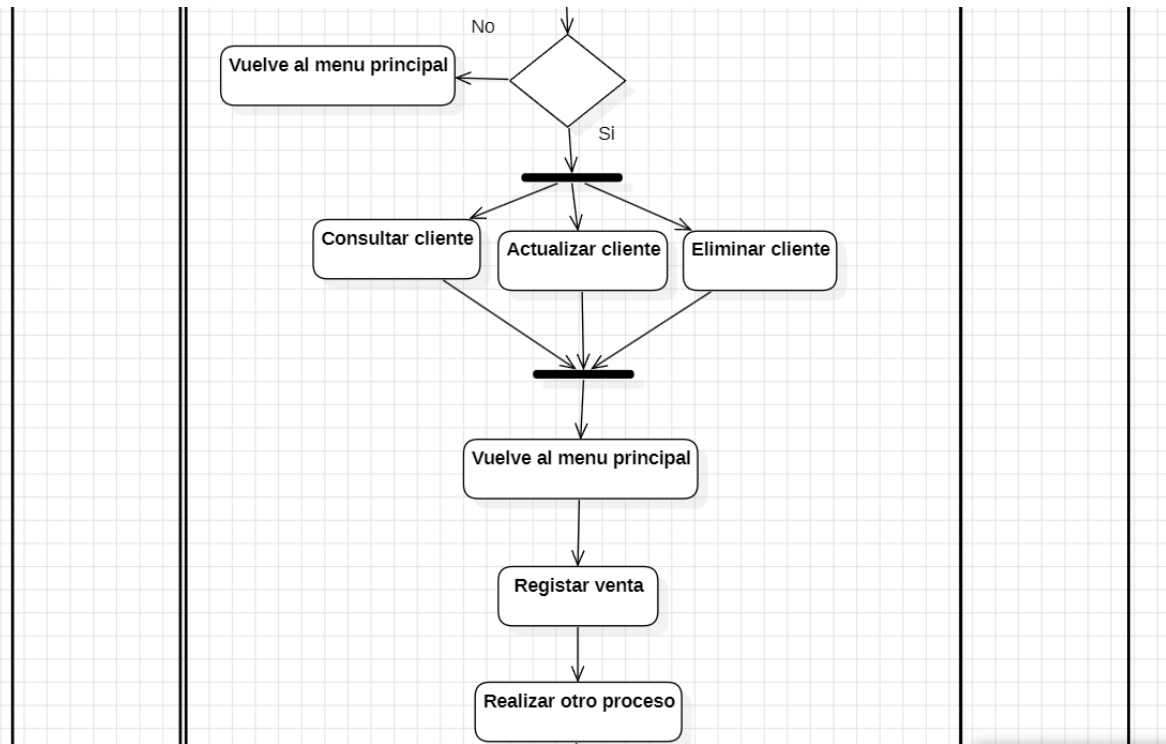 No
Vuelve al menu principal
Si
Consultar cliente
Actualizar cliente
Eliminar cliente
Vuelve al menu principal
Registar venta
Realizar otro proceso